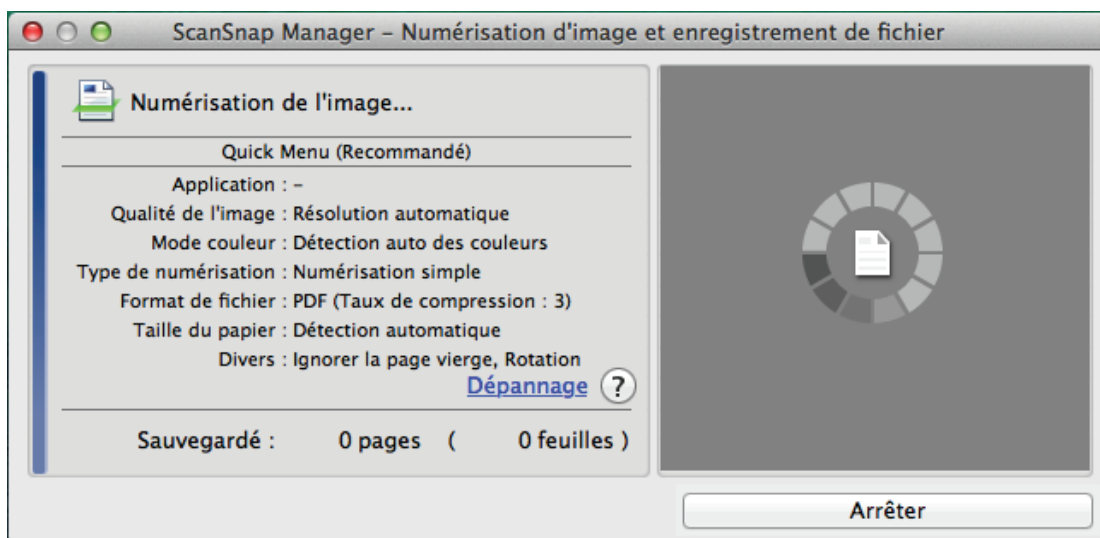 ScanSnap Manager – Numérisation d'image et enregistrement de fichier
Numérisation de l'image...
Quick Menu (Recommandé)
Application : –
Qualité de l'image : Résolution automatique
Mode couleur : Détection auto des couleurs
Type de numérisation : Numérisation simple
Format de fichier : PDF (Taux de compression : 3)
Taille du papier : Détection automatique
Divers : Ignorer la page vierge, Rotation
Dépannage ?
Sauvegardé : 0 pages ( 0 feuilles )
Arrêter